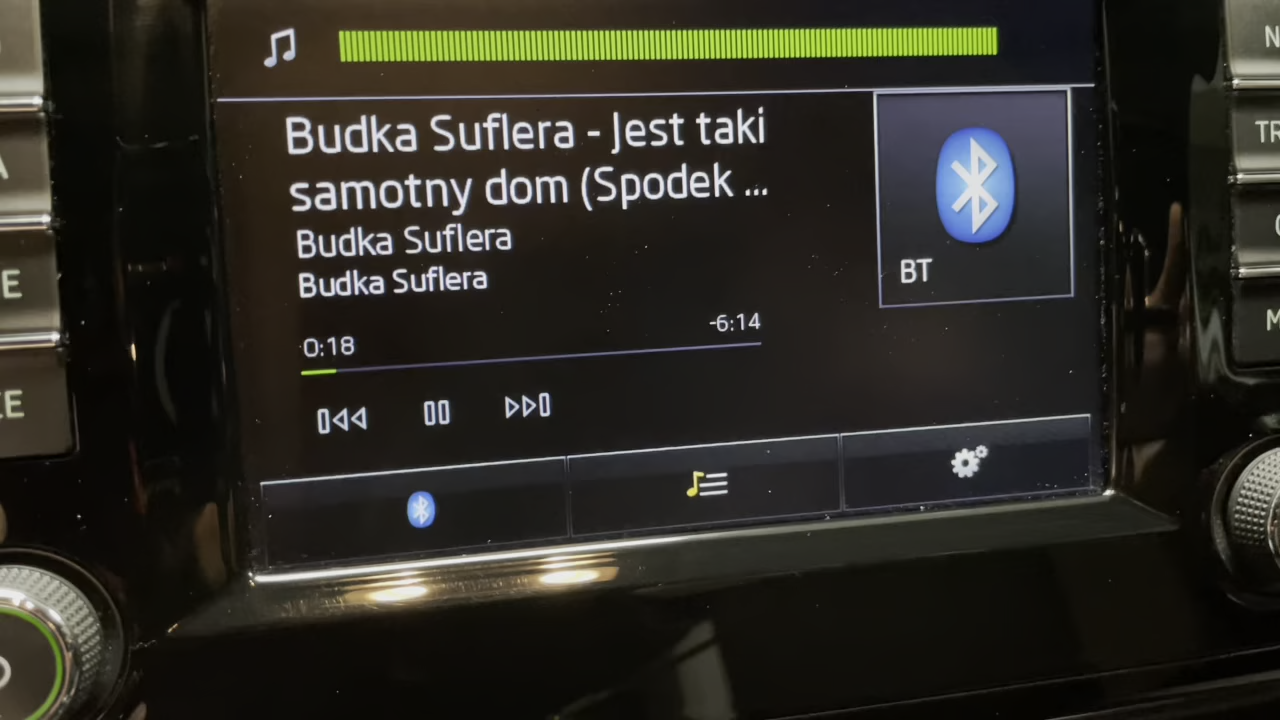 Budka Suflera - Jest taki
samotny dom (Spodek ...
Budka Suflera
Budka Suflera
0:18
-6:14
BT